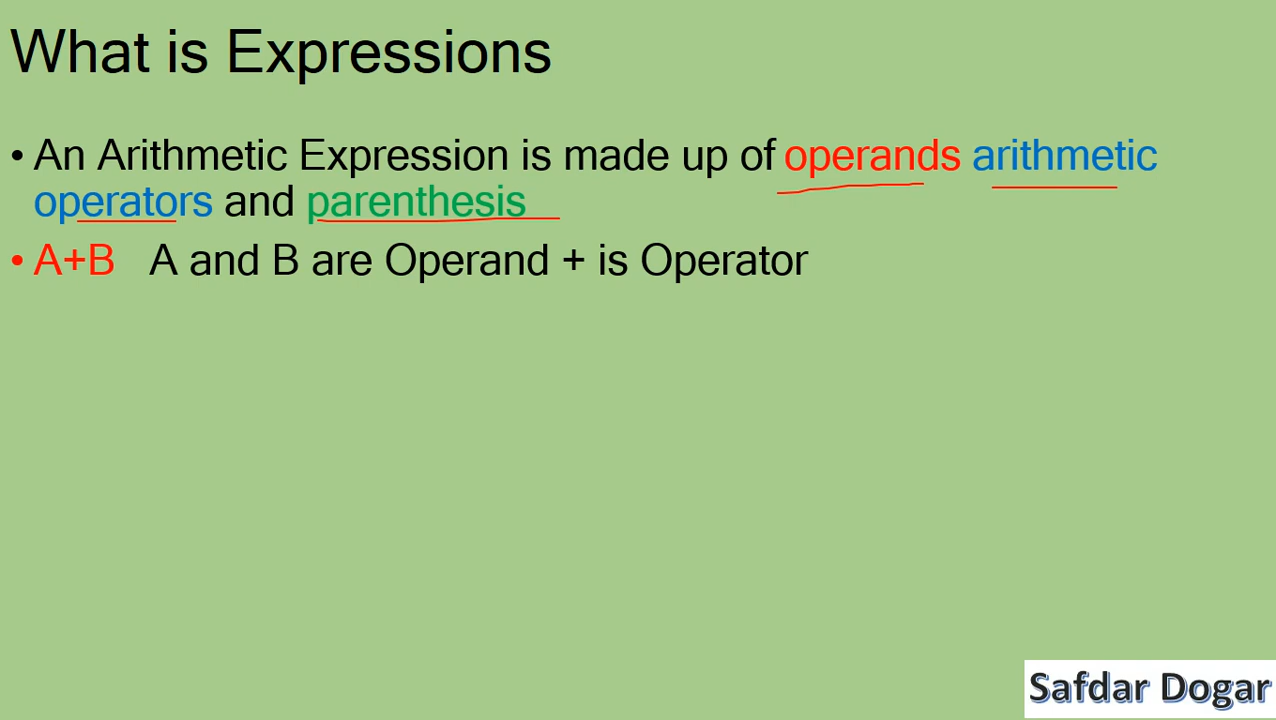 What is Expressions
• An Arithmetic Expression is made up of operands arithmetic
operators and parenthesis
• A+B A and B are Operand + is Operator
Safdar Dogar